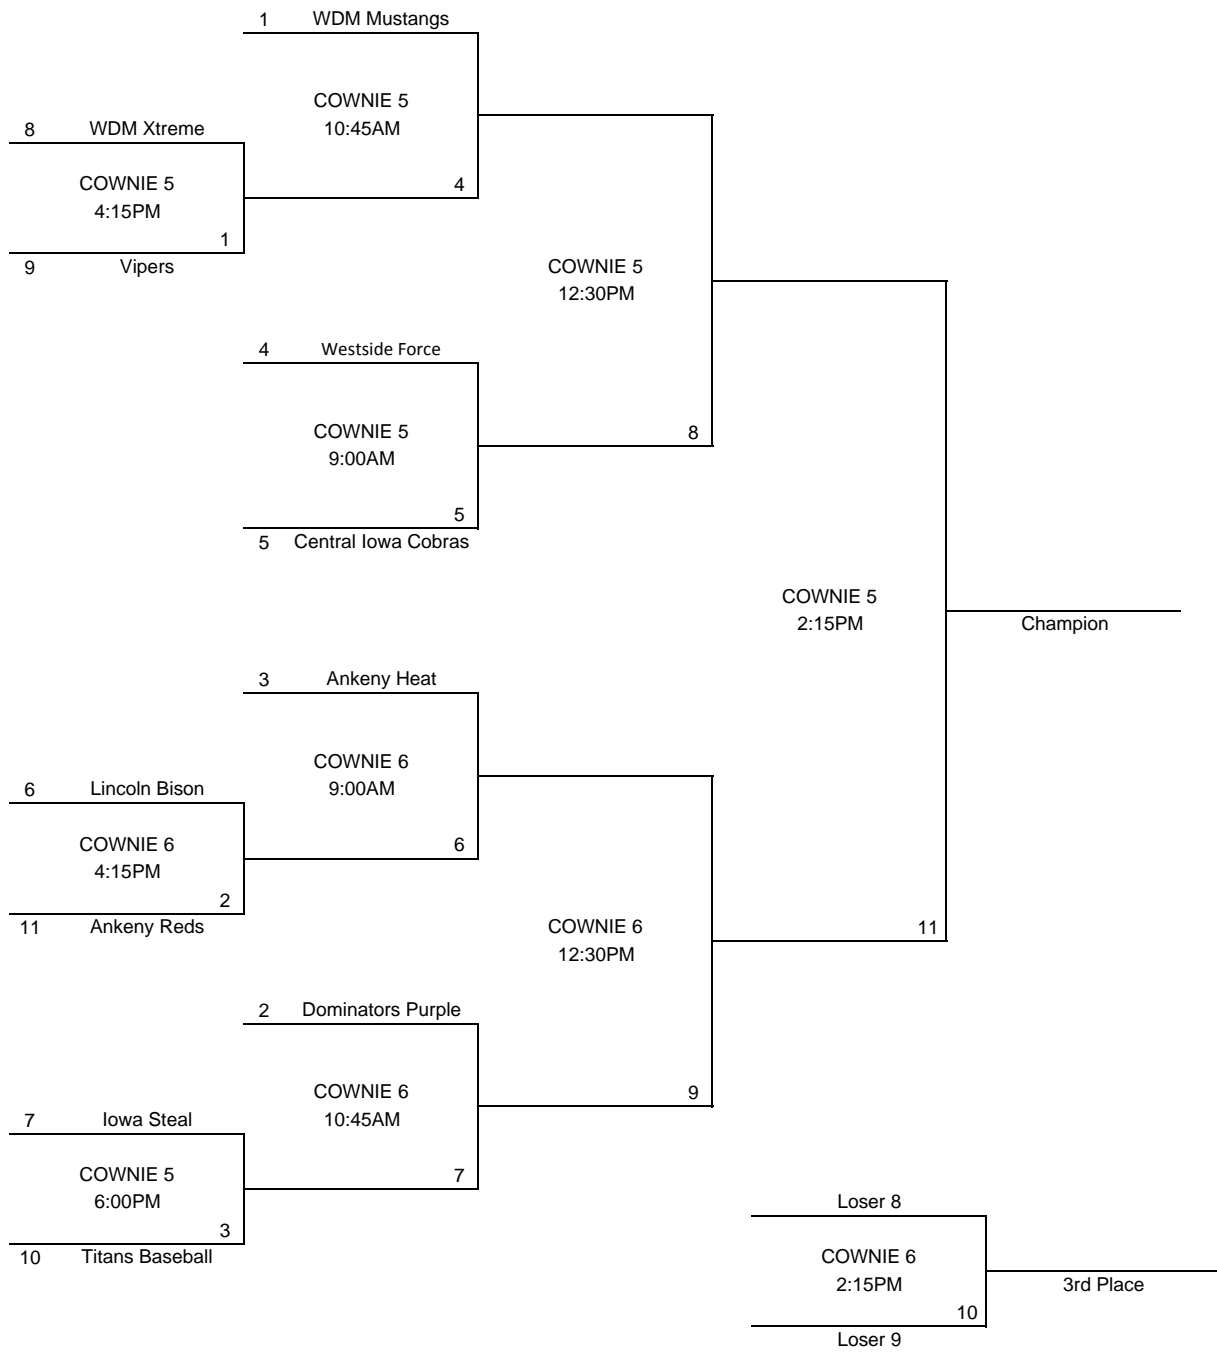 1 WDM Mustangs
COWNIE 5
10:45AM
8 WDM Xtreme
COWNIE 5
4:15PM
4
1
9 Vipers
COWNIE 5
12:30PM
4 Westside Force
COWNIE 5
9:00AM
8
5
5 Central Iowa Cobras
COWNIE 5
2:15PM
Champion
3 Ankeny Heat
COWNIE 6
9:00AM
6 Lincoln Bison
COWNIE 6
4:15PM
6
2
11 Ankeny Reds
COWNIE 6
12:30PM
11
2 Dominators Purple
COWNIE 6
10:45AM
9
7 Iowa Steal
COWNIE 5
6:00PM
7
3
10 Titans Baseball
Loser 8
COWNIE 6
2:15PM
3rd Place
10
Loser 9